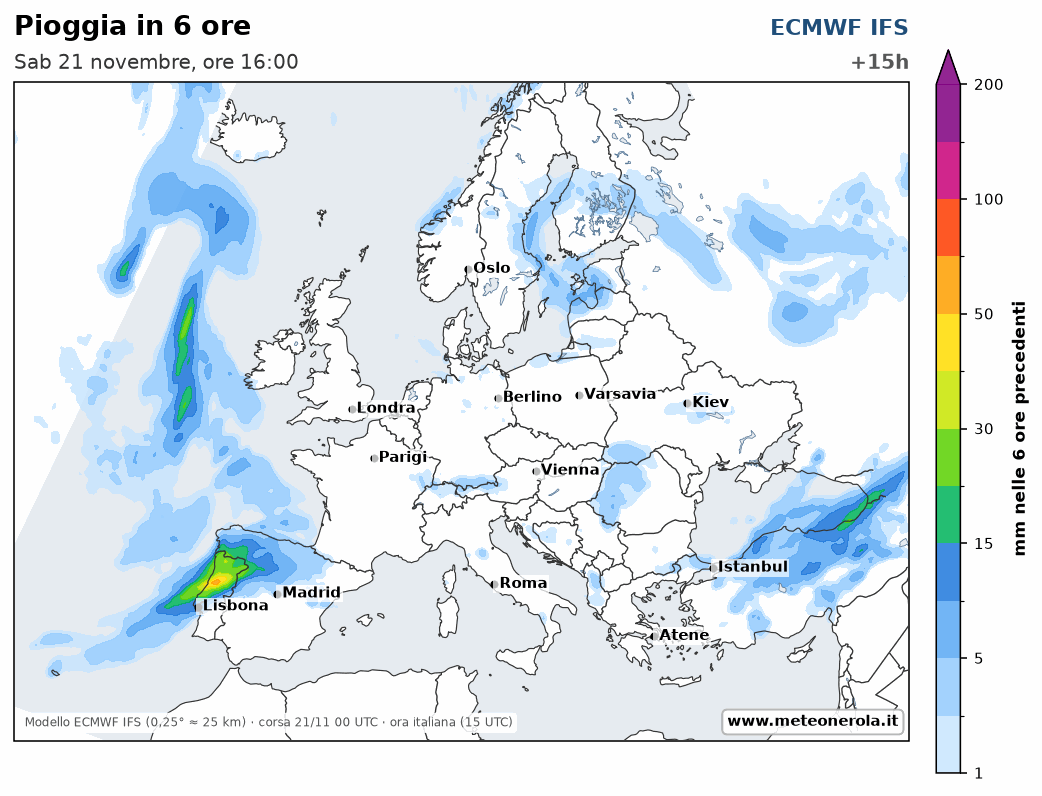 Pioggia in 6 ore
ECMWF IFS
Sab 21 novembre, ore 16:00
+15h
200
100
50
30
15
5
1
mm nelle 6 ore precedenti
Oslo
Londra
Berlino
Varsavia
Kiev
Parigi
Vienna
Istanbul
Madrid
Roma
Lisbona
Atene
Modello ECMWF IFS (0,25° ≈ 25 km) · corsa 21/11 00 UTC · ora italiana (15 UTC)
www.meteonerola.it